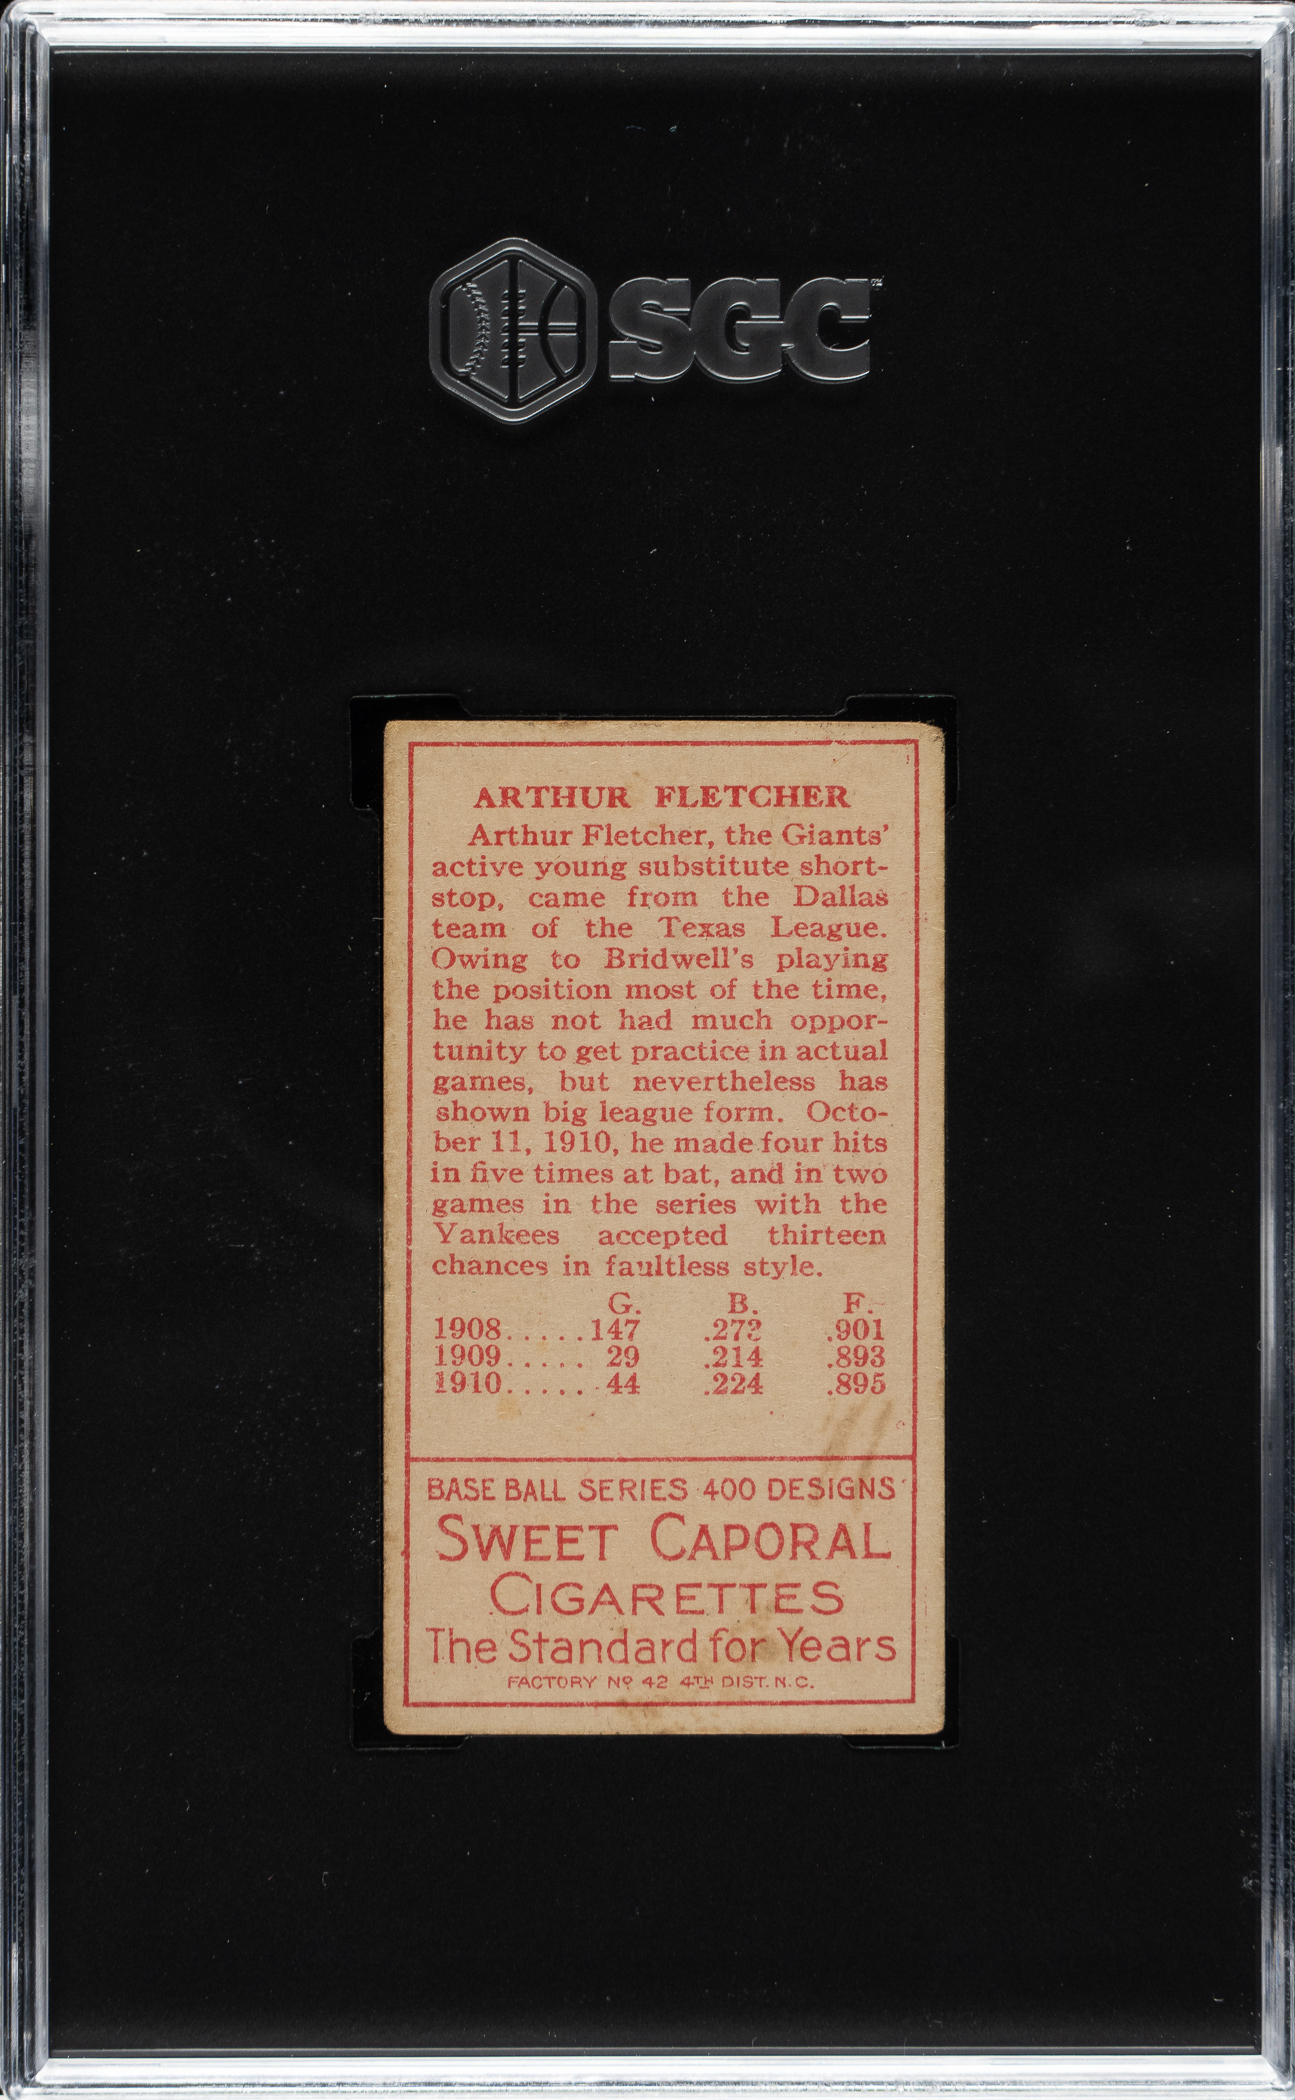 SGC
ARTHUR FLETCHER
Arthur Fletcher, the Giants'
active young substitute short-
stop, came from the Dallas
team of the Texas League.
Owing to Bridwell's playing
the position most of the time,
he has not had much oppor-
tunity to get practice in actual
games, but nevertheless has
shown big league form. Octo-
ber 11, 1910, he made four hits
in five times at bat, and in two
games in the series with the
Yankees accepted thirteen
chances in faultless style.
G. B. F.
1908.....147 .273 .901
1909..... 29 .214 .893
1910..... 44 .224 .895
BASE BALL SERIES 400 DESIGNS
SWEET CAPORAL
CIGARETTES
The Standard for Years
FACTORY Nº 42 4TH DIST. N.C.